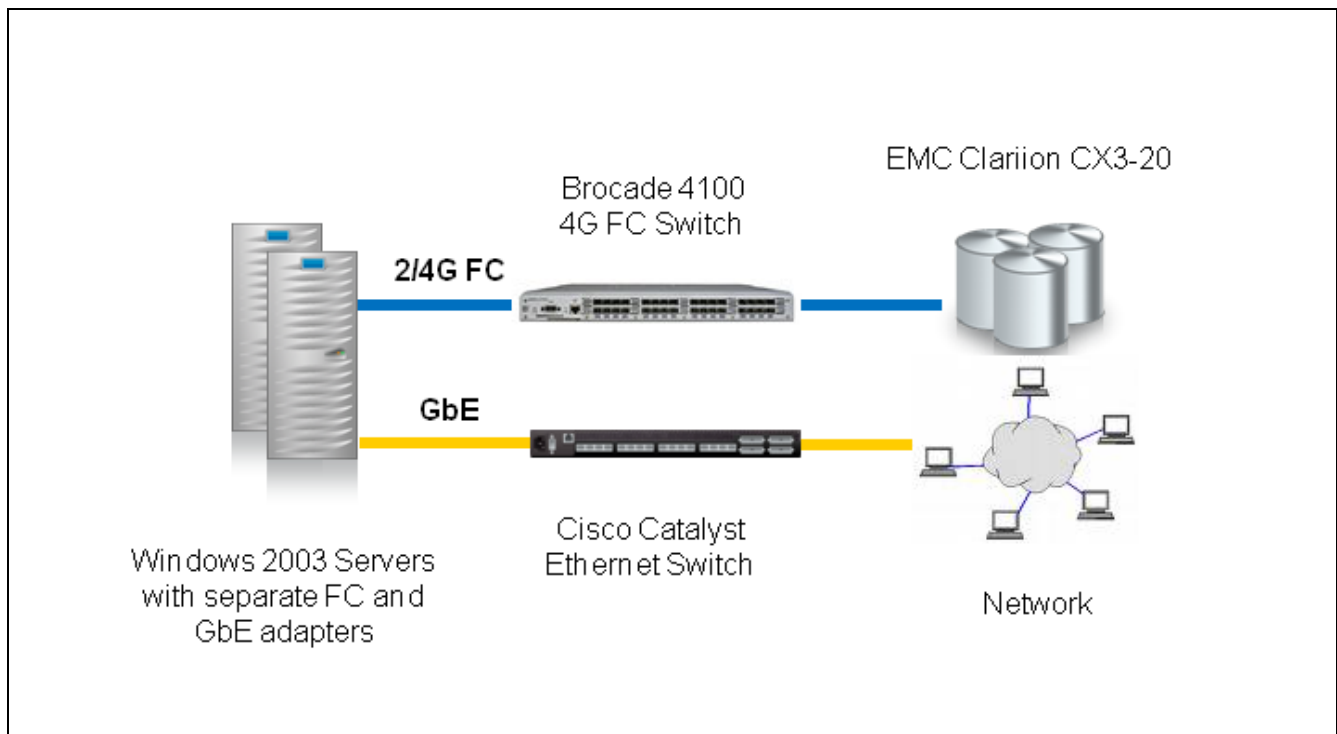 EMC Clariion CX3-20
Brocade 4100
4G FC Switch
2/4G FC
GbE
Cisco Catalyst
Ethernet Switch
Windows 2003 Servers
with separate FC and
GbE adapters
Network